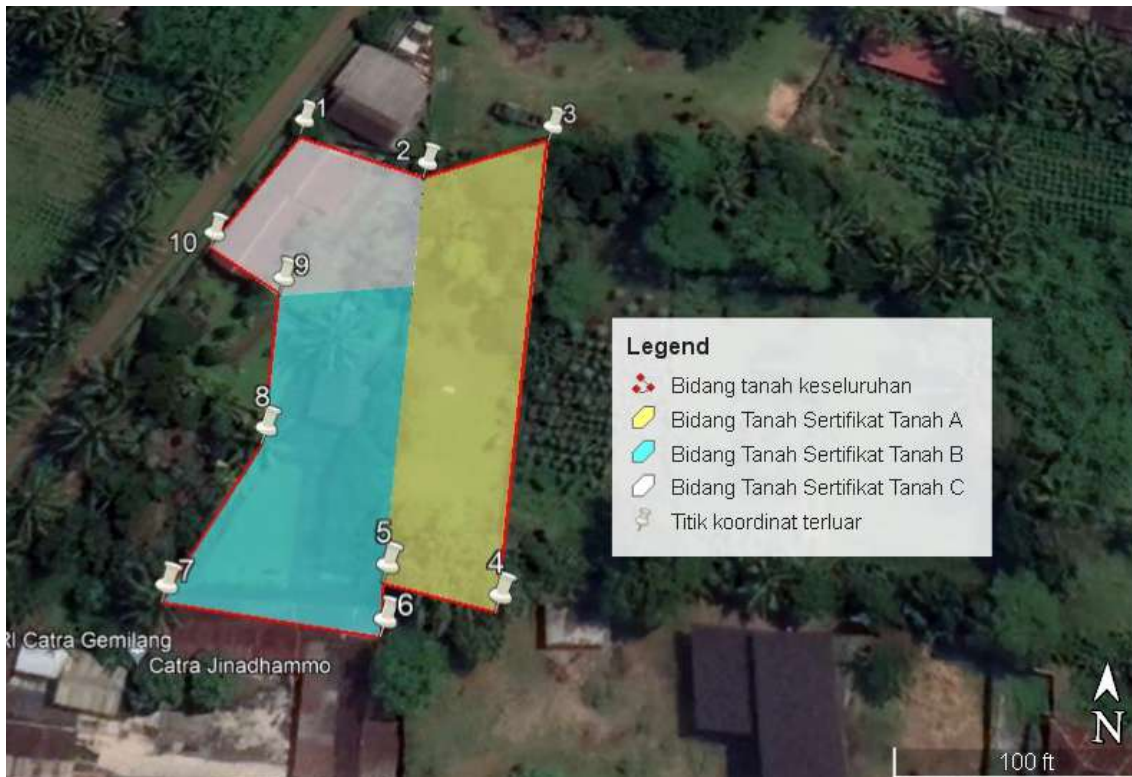 1
2
3
10
9
8
5
4
7
6
Legend
Bidang tanah keseluruhan
Bidang Tanah Sertifikat Tanah A
Bidang Tanah Sertifikat Tanah B
Bidang Tanah Sertifikat Tanah C
Titik koordinat terluar
RI Catra Gemilang
Catra Jinadhammo
N
100 ft